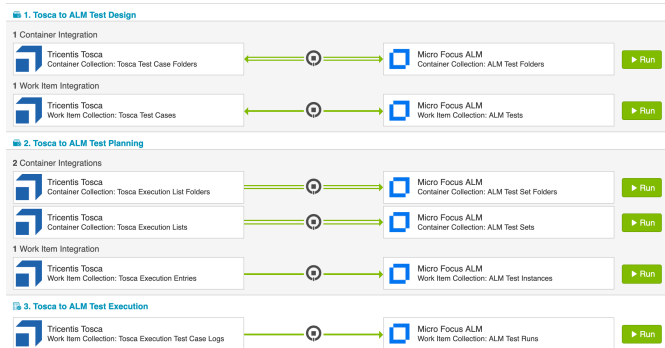 1. Tosca to ALM Test Design
1 Container Integration
Tricentis Tosca
Container Collection: Tosca Test Case Folders
Micro Focus ALM
Container Collection: ALM Test Folders
Run
1 Work Item Integration
Tricentis Tosca
Work Item Collection: Tosca Test Cases
Micro Focus ALM
Work Item Collection: ALM Tests
Run
2. Tosca to ALM Test Planning
2 Container Integrations
Tricentis Tosca
Container Collection: Tosca Execution List Folders
Micro Focus ALM
Container Collection: ALM Test Set Folders
Run
Tricentis Tosca
Container Collection: Tosca Execution Lists
Micro Focus ALM
Container Collection: ALM Test Sets
Run
1 Work Item Integration
Tricentis Tosca
Work Item Collection: Tosca Execution Entries
Micro Focus ALM
Work Item Collection: ALM Test Instances
Run
3. Tosca to ALM Test Execution
Tricentis Tosca
Work Item Collection: Tosca Execution Test Case Logs
Micro Focus ALM
Work Item Collection: ALM Test Runs
Run